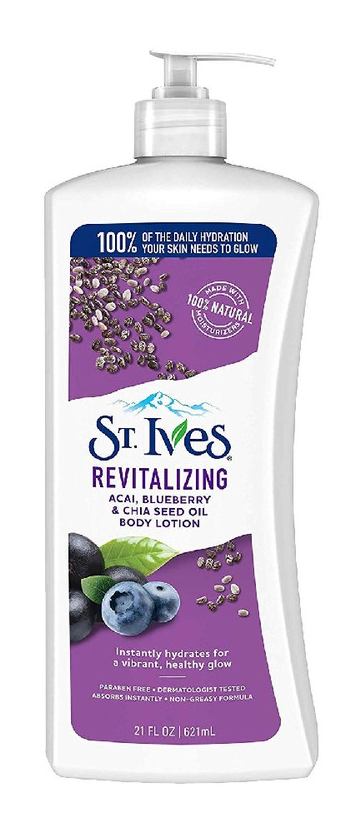 100% OF THE DAILY HYDRATION
YOUR SKIN NEEDS TO GLOW
MADE WITH
100% NATURAL
MOISTURIZERS
ST. IVES®
REVITALIZING
ACAI, BLUEBERRY
& CHIA SEED OIL
BODY LOTION
Instantly hydrates for
a vibrant, healthy glow
PARABEN FREE • DERMATOLOGIST TESTED
ABSORBS INSTANTLY • NON-GREASY FORMULA
21 FL OZ | 621mL